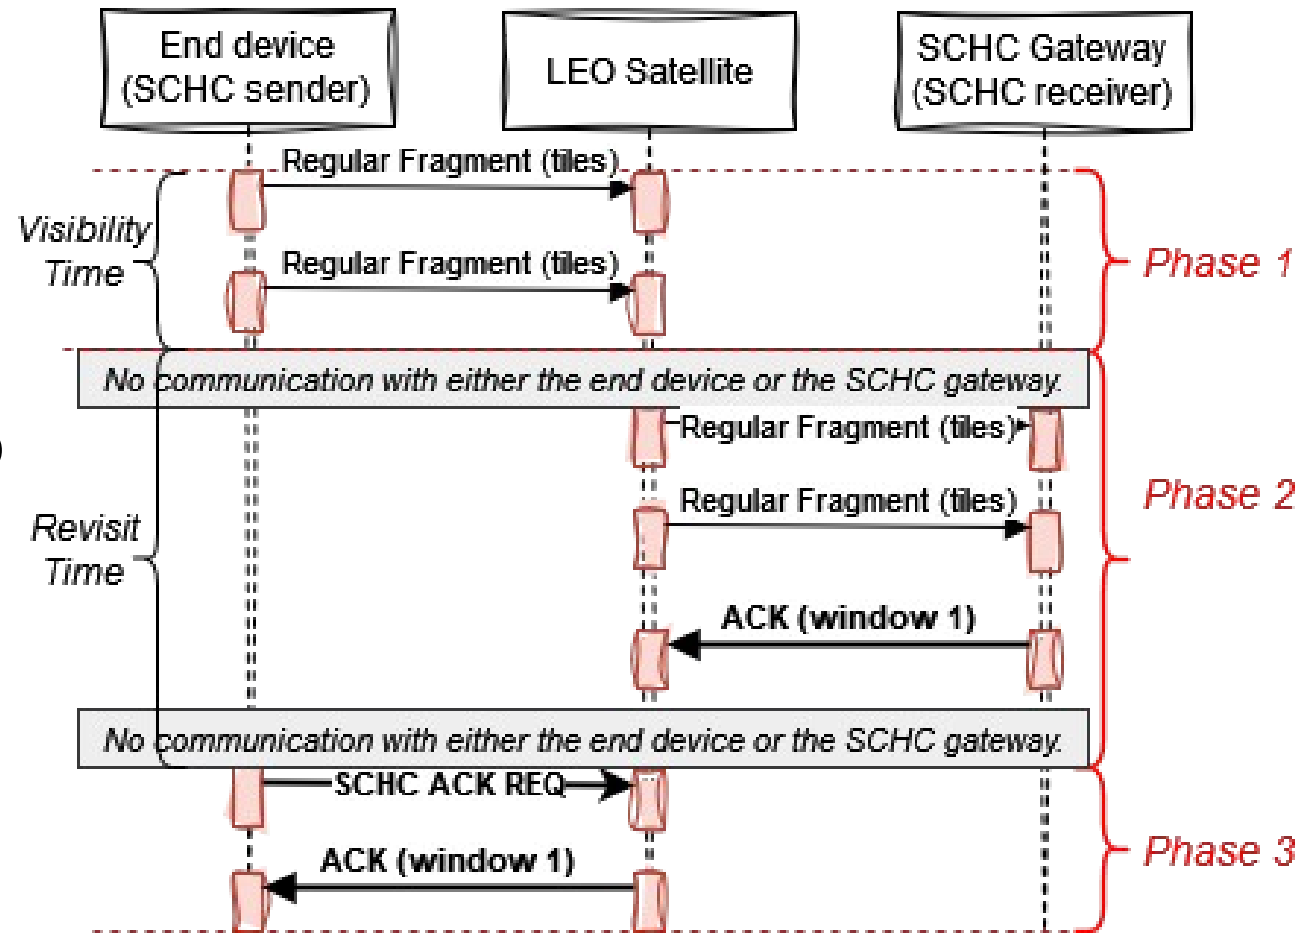 End device
(SCHC sender)
LEO Satellite
SCHC Gateway
(SCHC receiver)
Regular Fragment (tiles)
Visibility
Time
Regular Fragment (tiles)
Phase 1
No communication with either the end device or the SCHC gateway.
)
Regular Fragment (tiles)
Regular Fragment (tiles)
Phase 2
Revisit
Time
ACK (window 1)
No communication with either the end device or the SCHC gateway.
SCHC ACK REQ
ACK (window 1)
Phase 3